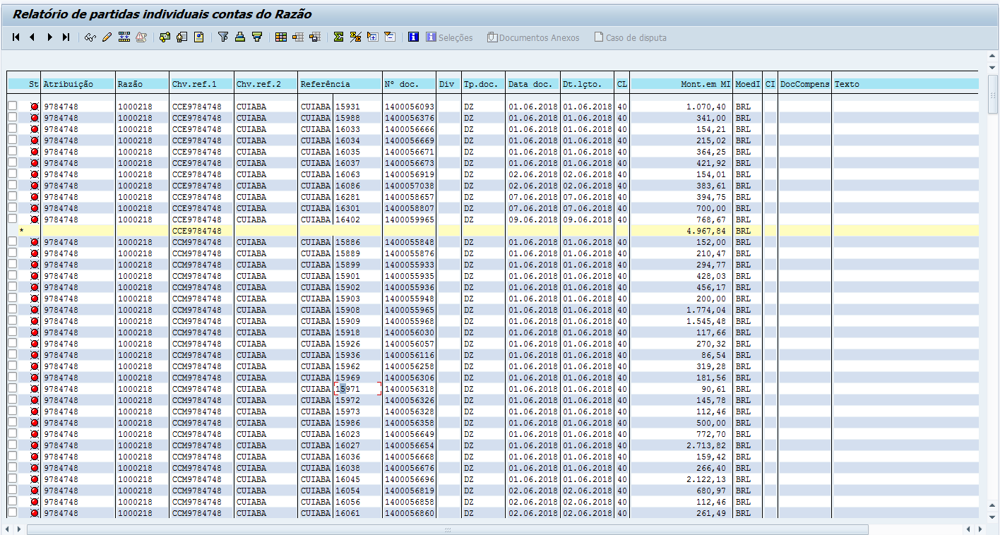 Relatório de partidas individuais contas do Razão
Seleções Documentos Anexos Caso de disputa
St Atribuição Razão Chv.ref.1 Chv.ref.2 Referência N° doc. Div Tp.doc. Data doc. Dt.lçto. CL Mont.em MI MoedI CI DocCompens Texto
9784748 1000218 CCE9784748 CUIABA CUIABA 15931 1400056093 DZ 01.06.2018 01.06.2018 40 1.070,40 BRL
9784748 1000218 CCE9784748 CUIABA CUIABA 15988 1400056376 DZ 01.06.2018 01.06.2018 40 341,00 BRL
9784748 1000218 CCE9784748 CUIABA CUIABA 16033 1400056666 DZ 01.06.2018 01.06.2018 40 154,21 BRL
9784748 1000218 CCE9784748 CUIABA CUIABA 16034 1400056669 DZ 01.06.2018 01.06.2018 40 215,02 BRL
9784748 1000218 CCE9784748 CUIABA CUIABA 16035 1400056671 DZ 01.06.2018 01.06.2018 40 364,25 BRL
9784748 1000218 CCE9784748 CUIABA CUIABA 16037 1400056673 DZ 01.06.2018 01.06.2018 40 421,92 BRL
9784748 1000218 CCE9784748 CUIABA CUIABA 16063 1400056919 DZ 02.06.2018 02.06.2018 40 154,01 BRL
9784748 1000218 CCE9784748 CUIABA CUIABA 16086 1400057038 DZ 02.06.2018 02.06.2018 40 383,61 BRL
9784748 1000218 CCE9784748 CUIABA CUIABA 16281 1400058657 DZ 07.06.2018 07.06.2018 40 394,75 BRL
9784748 1000218 CCE9784748 CUIABA CUIABA 16301 1400058807 DZ 07.06.2018 07.06.2018 40 700,00 BRL
9784748 1000218 CCE9784748 CUIABA CUIABA 16402 1400059965 DZ 09.06.2018 09.06.2018 40 768,67 BRL
* CCE9784748 4.967,84 BRL
9784748 1000218 CCM9784748 CUIABA CUIABA 15886 1400055848 DZ 01.06.2018 01.06.2018 40 152,00 BRL
9784748 1000218 CCM9784748 CUIABA CUIABA 15889 1400055876 DZ 01.06.2018 01.06.2018 40 210,47 BRL
9784748 1000218 CCM9784748 CUIABA CUIABA 15899 1400055933 DZ 01.06.2018 01.06.2018 40 294,77 BRL
9784748 1000218 CCM9784748 CUIABA CUIABA 15901 1400055935 DZ 01.06.2018 01.06.2018 40 428,03 BRL
9784748 1000218 CCM9784748 CUIABA CUIABA 15902 1400055936 DZ 01.06.2018 01.06.2018 40 456,17 BRL
9784748 1000218 CCM9784748 CUIABA CUIABA 15903 1400055948 DZ 01.06.2018 01.06.2018 40 200,00 BRL
9784748 1000218 CCM9784748 CUIABA CUIABA 15908 1400055965 DZ 01.06.2018 01.06.2018 40 1.774,04 BRL
9784748 1000218 CCM9784748 CUIABA CUIABA 15909 1400055968 DZ 01.06.2018 01.06.2018 40 1.545,48 BRL
9784748 1000218 CCM9784748 CUIABA CUIABA 15918 1400056030 DZ 01.06.2018 01.06.2018 40 117,66 BRL
9784748 1000218 CCM9784748 CUIABA CUIABA 15926 1400056057 DZ 01.06.2018 01.06.2018 40 270,32 BRL
9784748 1000218 CCM9784748 CUIABA CUIABA 15936 1400056116 DZ 01.06.2018 01.06.2018 40 86,54 BRL
9784748 1000218 CCM9784748 CUIABA CUIABA 15962 1400056258 DZ 01.06.2018 01.06.2018 40 319,28 BRL
9784748 1000218 CCM9784748 CUIABA CUIABA 15969 1400056306 DZ 01.06.2018 01.06.2018 40 181,56 BRL
9784748 1000218 CCM9784748 CUIABA CUIABA 15971 1400056318 DZ 01.06.2018 01.06.2018 40 90,61 BRL
9784748 1000218 CCM9784748 CUIABA CUIABA 15972 1400056326 DZ 01.06.2018 01.06.2018 40 145,78 BRL
9784748 1000218 CCM9784748 CUIABA CUIABA 15973 1400056328 DZ 01.06.2018 01.06.2018 40 112,46 BRL
9784748 1000218 CCM9784748 CUIABA CUIABA 15986 1400056358 DZ 01.06.2018 01.06.2018 40 500,00 BRL
9784748 1000218 CCM9784748 CUIABA CUIABA 16023 1400056649 DZ 01.06.2018 01.06.2018 40 772,70 BRL
9784748 1000218 CCM9784748 CUIABA CUIABA 16027 1400056654 DZ 01.06.2018 01.06.2018 40 2.713,82 BRL
9784748 1000218 CCM9784748 CUIABA CUIABA 16036 1400056668 DZ 01.06.2018 01.06.2018 40 159,42 BRL
9784748 1000218 CCM9784748 CUIABA CUIABA 16038 1400056676 DZ 01.06.2018 01.06.2018 40 266,40 BRL
9784748 1000218 CCM9784748 CUIABA CUIABA 16045 1400056696 DZ 01.06.2018 01.06.2018 40 2.122,13 BRL
9784748 1000218 CCM9784748 CUIABA CUIABA 16054 1400056819 DZ 02.06.2018 02.06.2018 40 680,97 BRL
9784748 1000218 CCM9784748 CUIABA CUIABA 16056 1400056858 DZ 02.06.2018 02.06.2018 40 112,46 BRL
9784748 1000218 CCM9784748 CUIABA CUIABA 16061 1400056860 DZ 02.06.2018 02.06.2018 40 261,49 BRL